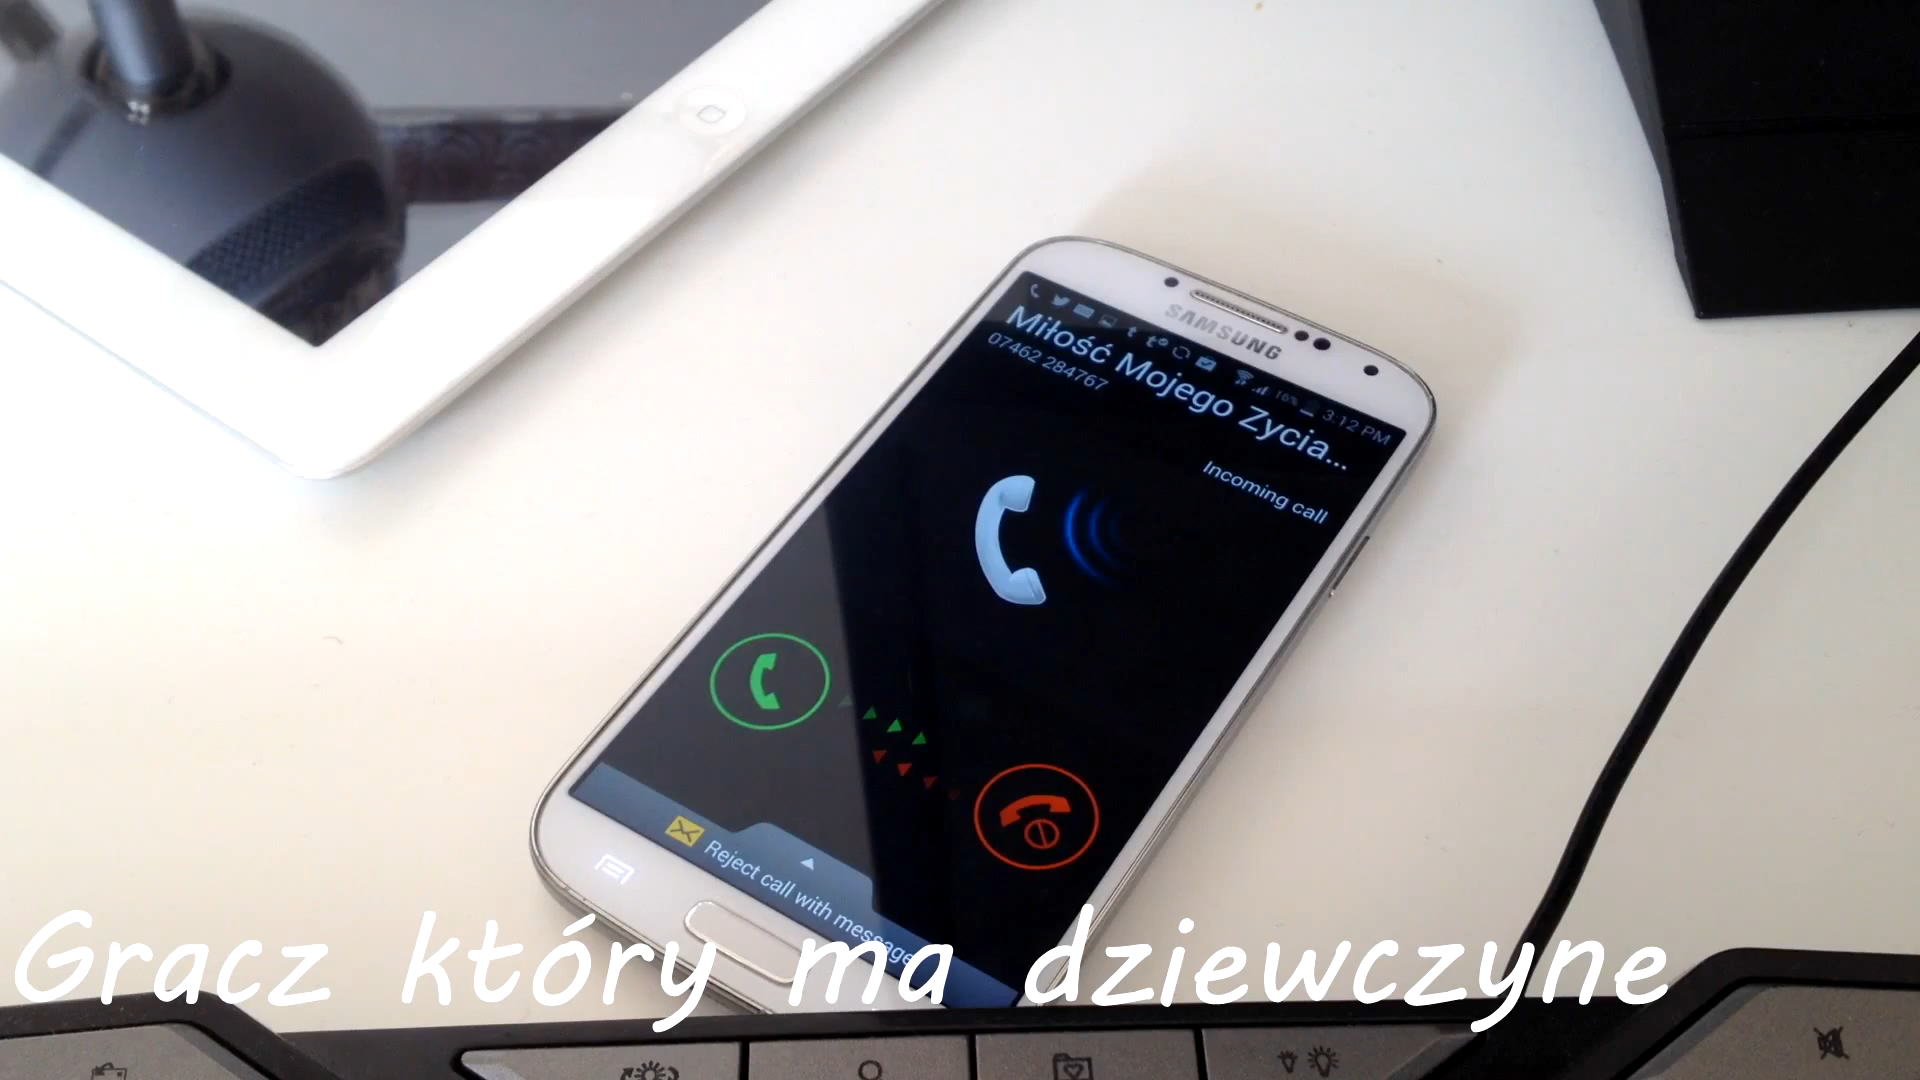 SAMSUNG
16% 3:12 PM
Miłość Mojego Zycia...
07462 284767
Incoming call
Reject call with message
Gracz który ma dziewczyne